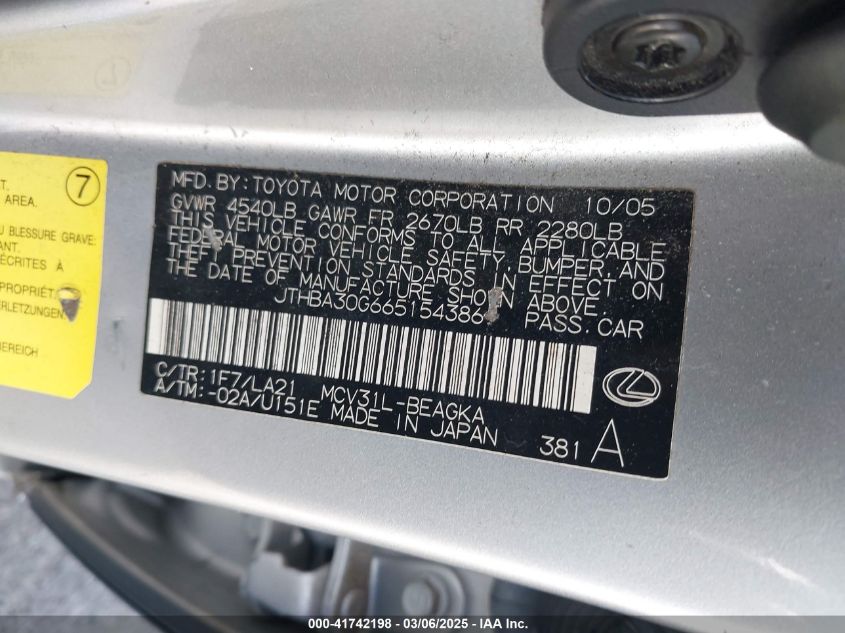 7
T.
AREA.
U BLESSURE GRAVE:
ANT.
ÉCRITES À
PROPRIÉT
ERLETZUNGEN
BEREICH
MFD. BY: TOYOTA MOTOR CORPORATION 10/05
GVWR 4540LB GAWR FR 2670LB RR 2280LB
THIS VEHICLE CONFORMS TO ALL APPLICABLE
FEDERAL MOTOR VEHICLE SAFETY, BUMPER, AND
THEFT PREVENTION STANDARDS IN EFFECT ON
THE DATE OF MANUFACTURE SHOWN ABOVE.
JTHBA30G665154386 PASS. CAR
C/TR: 1F7/LA21 MCV31L-BEAGKA
A/TM: -02A/U151E MADE IN JAPAN 381 A
000-41742198 - 03/06/2025 - © IAA Inc.